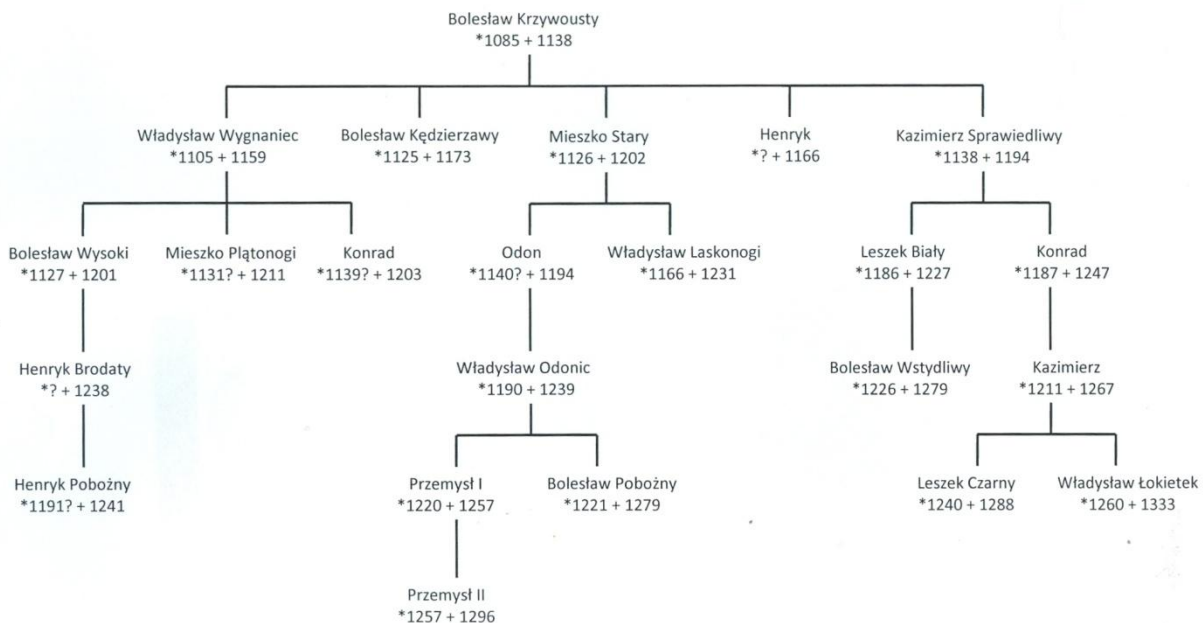 Bolesław Krzywousty
*1085 + 1138
Władysław Wygnaniec
*1105 + 1159
Bolesław Kędzierzawy
*1125 + 1173
Mieszko Stary
*1126 + 1202
Henryk
*? + 1166
Kazimierz Sprawiedliwy
*1138 + 1194
Bolesław Wysoki
*1127 + 1201
Mieszko Plątonogi
*1131? + 1211
Konrad
*1139? + 1203
Odon
*1140? + 1194
Władysław Laskonogi
*1166 + 1231
Leszek Biały
*1186 + 1227
Konrad
*1187 + 1247
Henryk Brodaty
*? + 1238
Władysław Odonic
*1190 + 1239
Bolesław Wstydliwy
*1226 + 1279
Kazimierz
*1211 + 1267
Henryk Pobożny
*1191? + 1241
Przemysł I
*1220 + 1257
Bolesław Pobożny
*1221 + 1279
Leszek Czarny
*1240 + 1288
Władysław Łokietek
*1260 + 1333
Przemysł II
*1257 + 1296